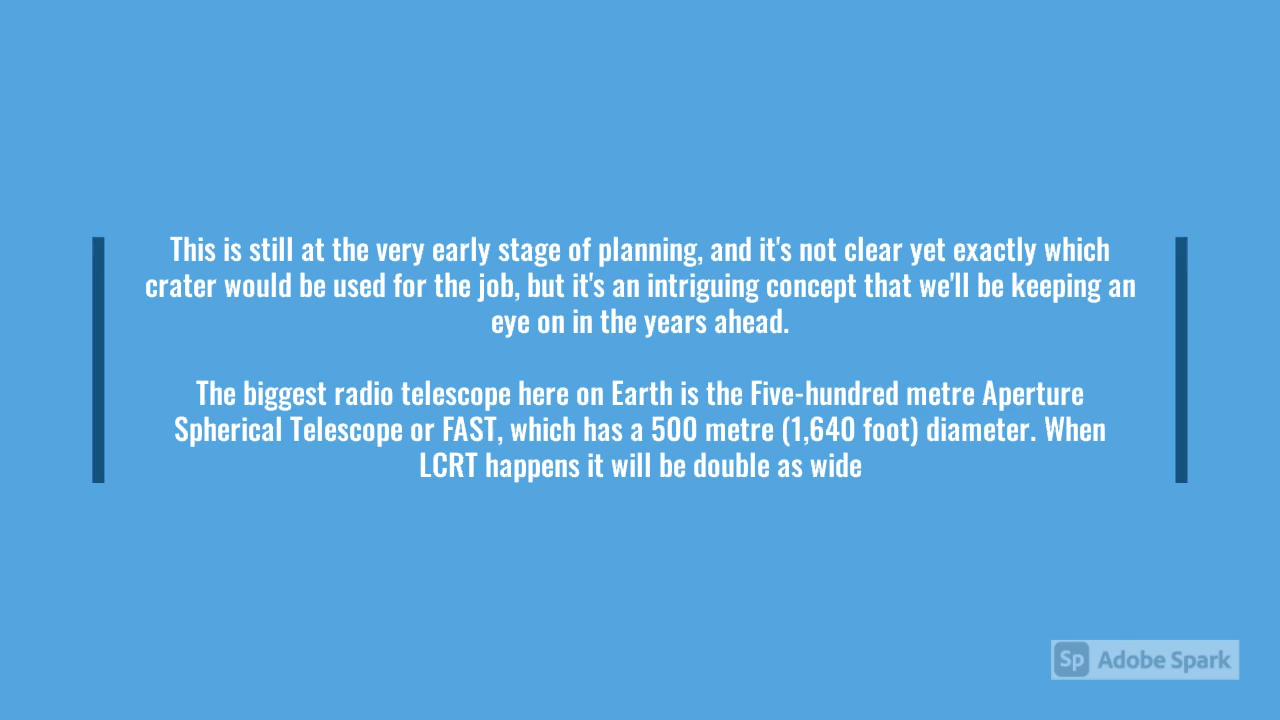 This is still at the very early stage of planning, and it's not clear yet exactly which
crater would be used for the job, but it's an intriguing concept that we'll be keeping an
eye on in the years ahead.
The biggest radio telescope here on Earth is the Five-hundred metre Aperture
Spherical Telescope or FAST, which has a 500 metre (1,640 foot) diameter. When
LCRT happens it will be double as wide
Sp Adobe Spark